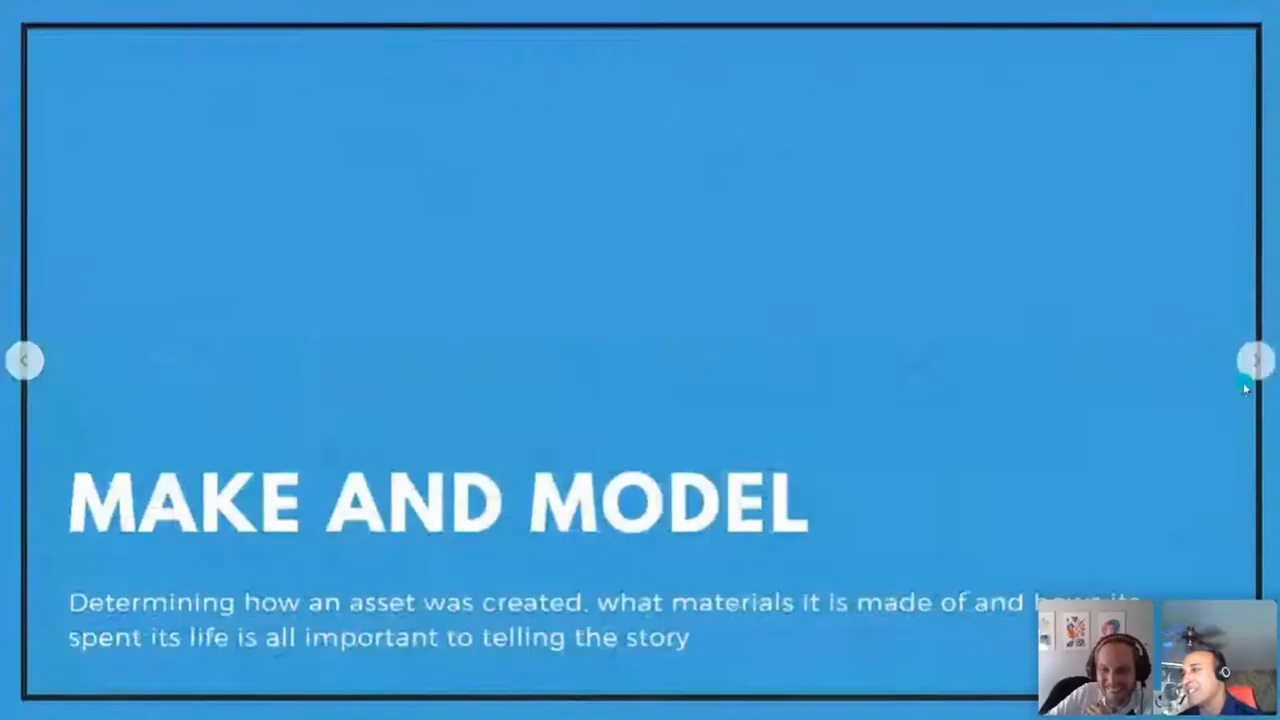 MAKE AND MODEL
Determining how an asset was created, what materials it is made of and
spent its life is all important to telling the story